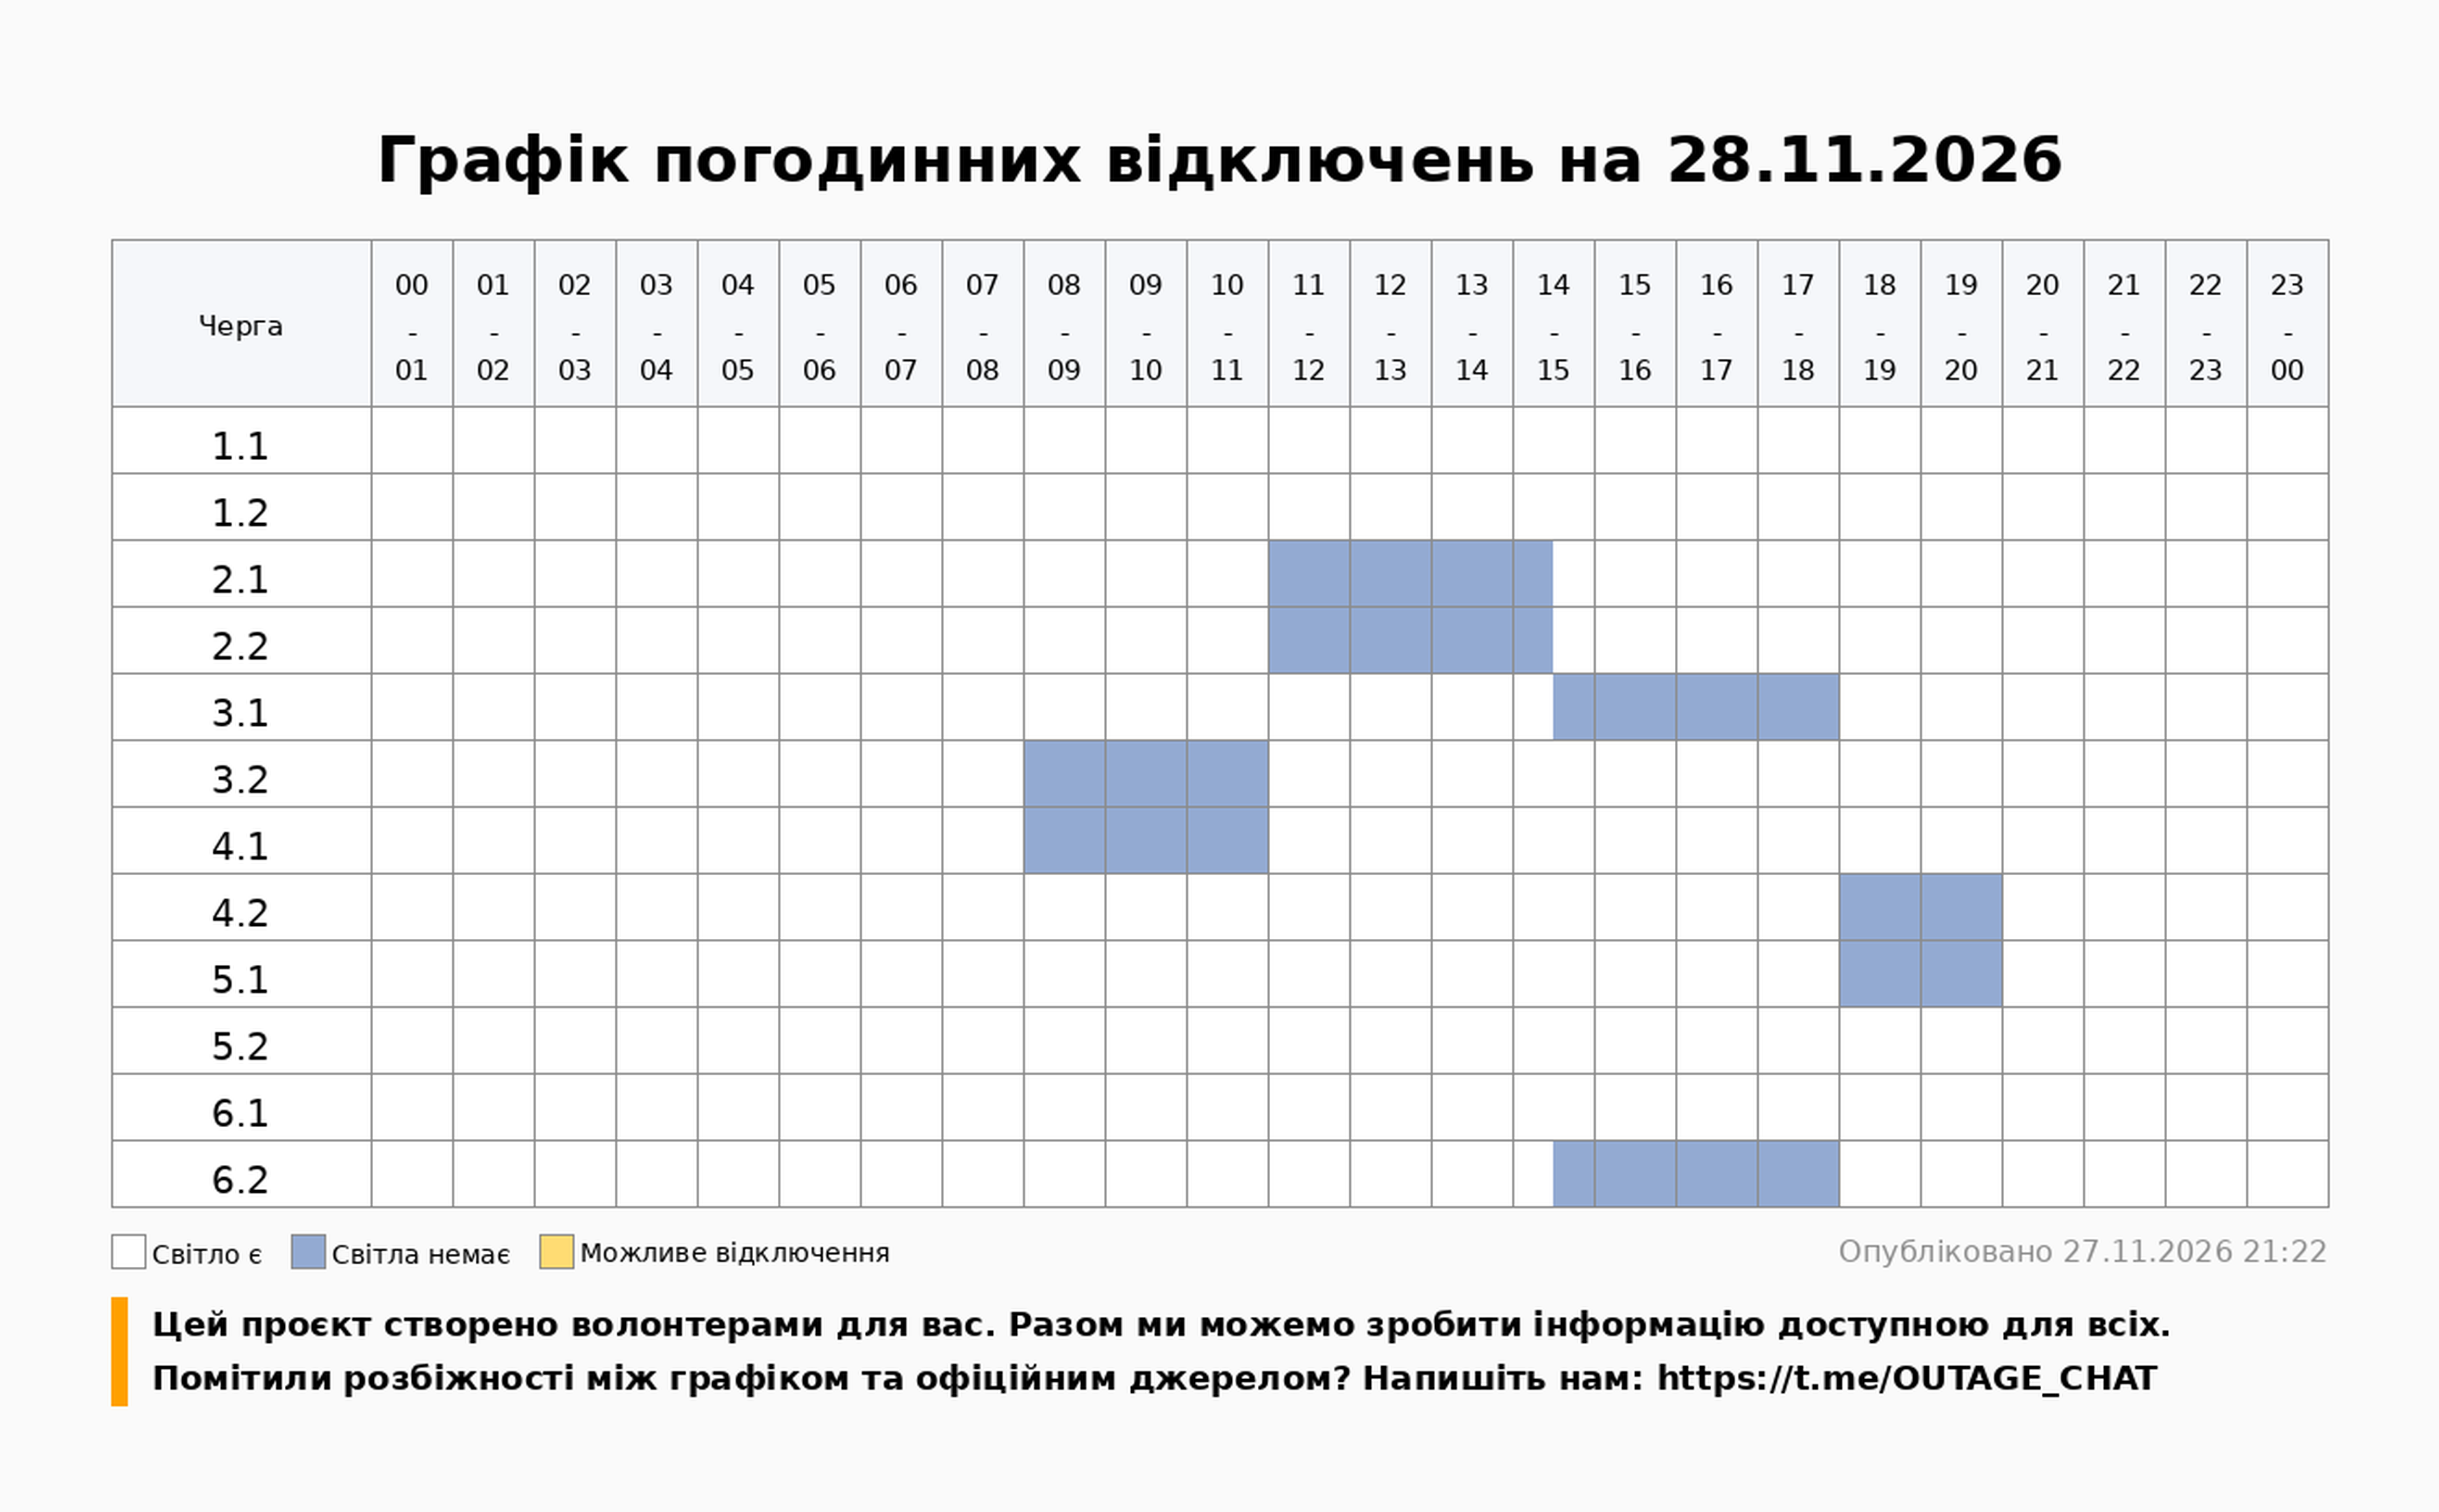 Графік погодинних відключень на 28.11.2026
Черга 00 - 01 01 - 02 02 - 03 03 - 04 04 - 05 05 - 06 06 - 07 07 - 08 08 - 09 09 - 10 10 - 11 11 - 12 12 - 13 13 - 14 14 - 15 15 - 16 16 - 17 17 - 18 18 - 19 19 - 20 20 - 21 21 - 22 22 - 23 23 - 00
1.1
1.2
2.1
2.2
3.1
3.2
4.1
4.2
5.1
5.2
6.1
6.2
Світло є Світла немає Можливе відключення Опубліковано 27.11.2026 21:22
Цей проєкт створено волонтерами для вас. Разом ми можемо зробити інформацію доступною для всіх.
Помітили розбіжності між графіком та офіційним джерелом? Напишіть нам: https://t.me/OUTAGE_CHAT